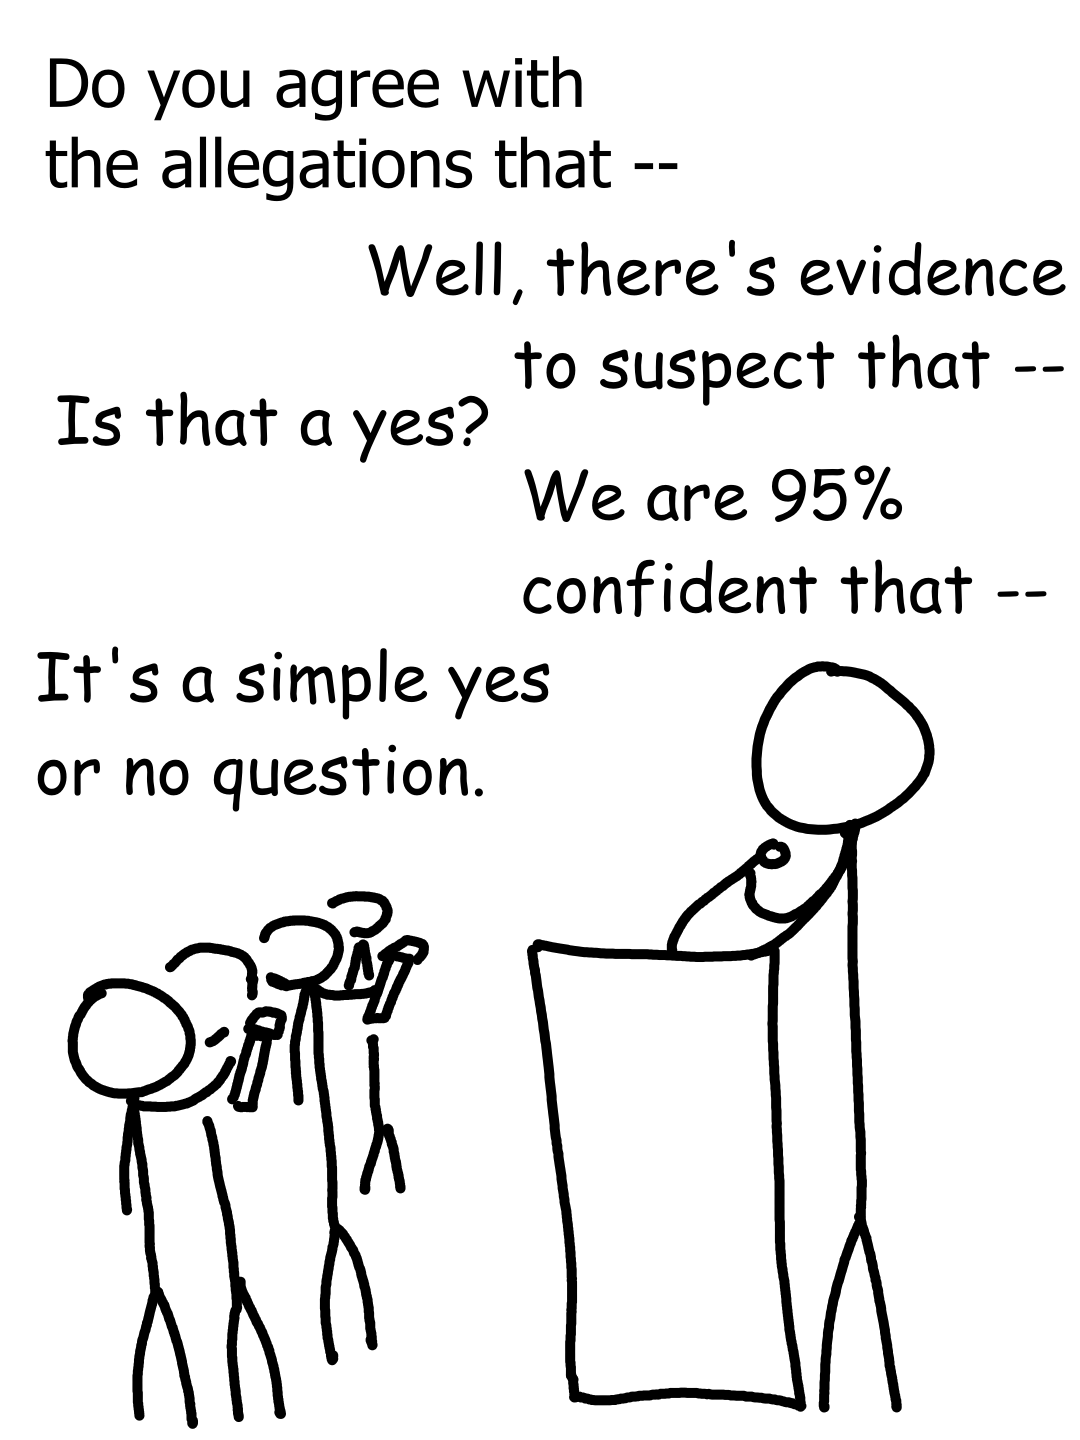 Do you agree with
the allegations that --
Well, there's evidence
to suspect that --
Is that a yes?
We are 95%
confident that --
It's a simple yes
or no question.